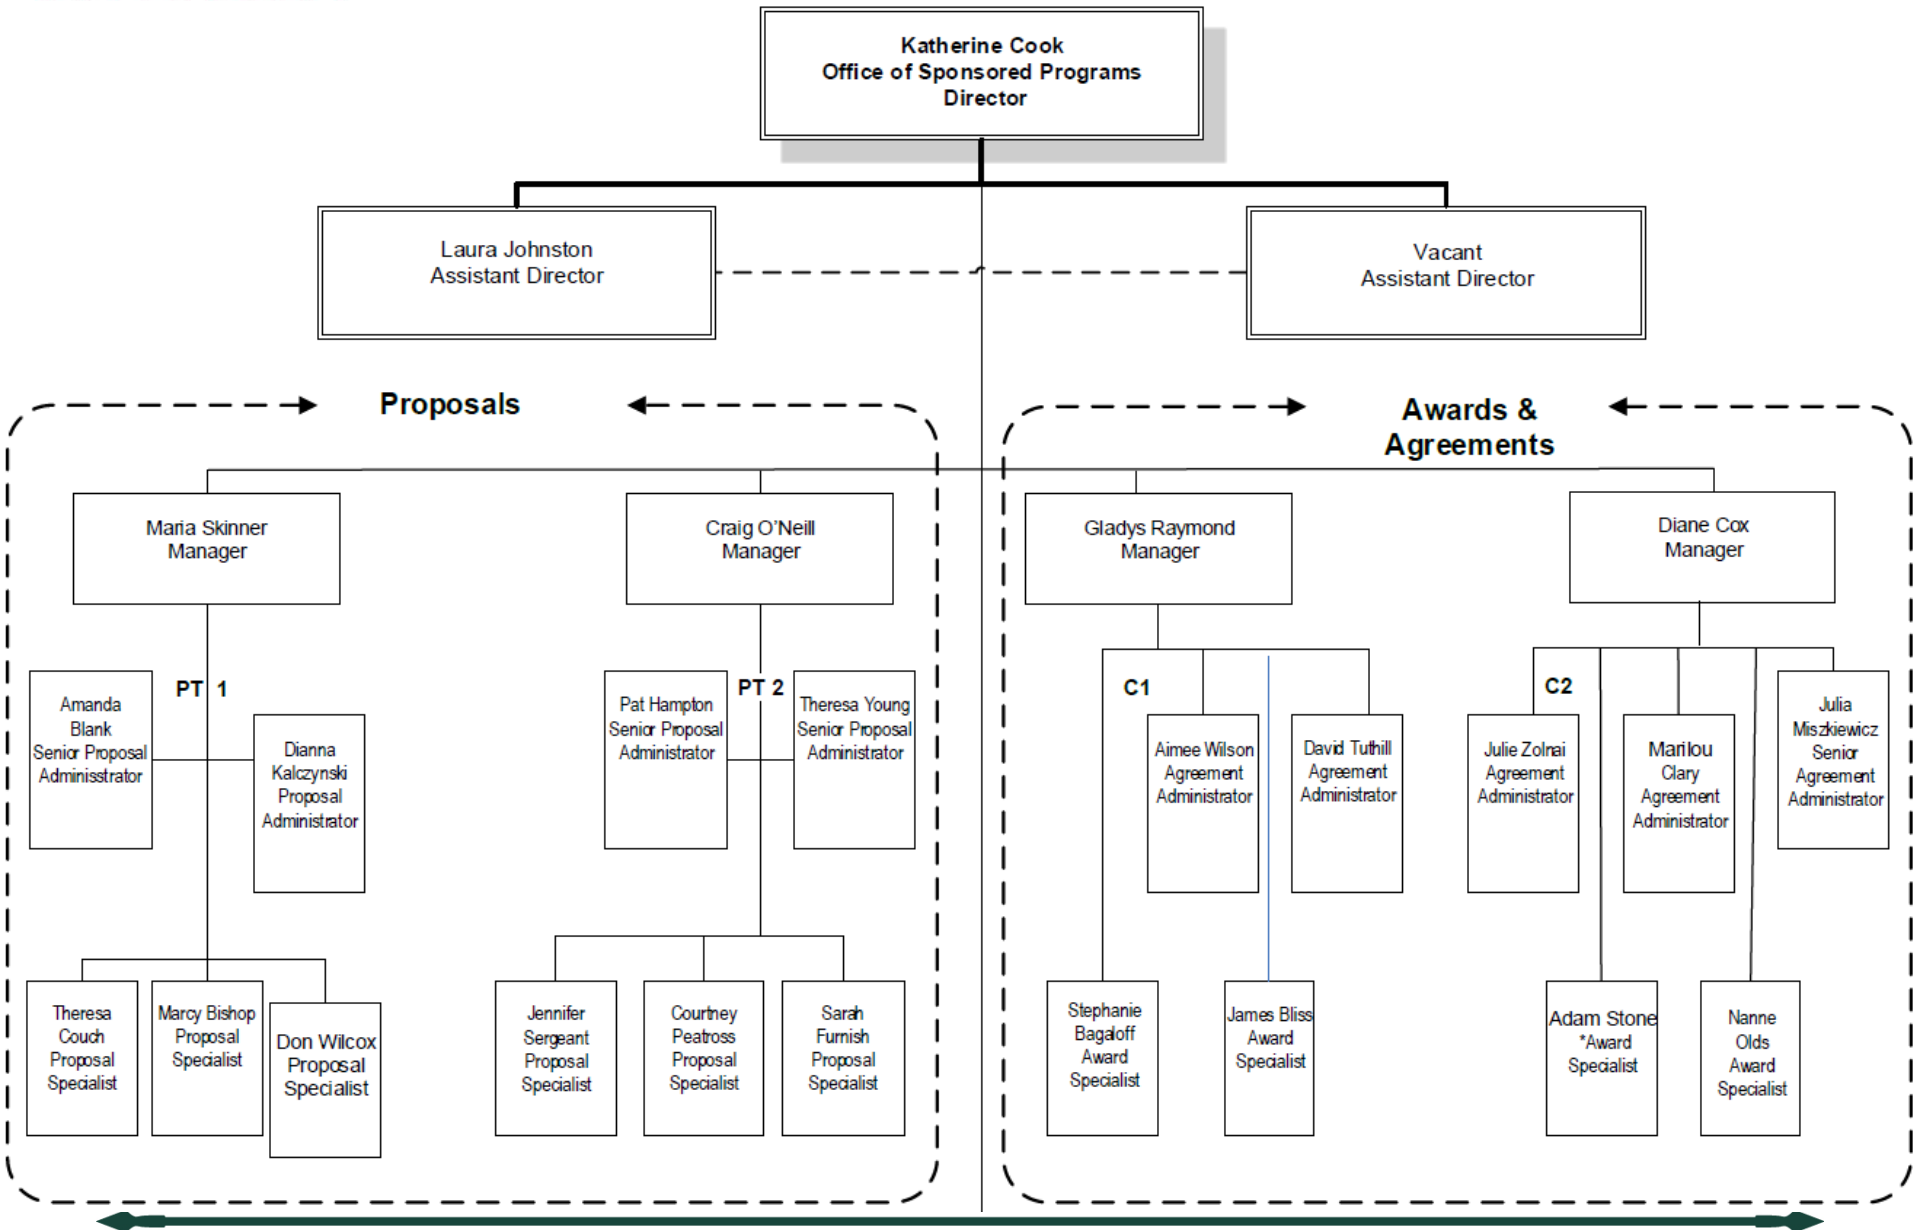 Katherine Cook
Office of Sponsored Programs
Director
Laura Johnston
Assistant Director
Vacant
Assistant Director
Proposals
Awards &
Agreements
Maria Skinner
Manager
Craig O'Neill
Manager
Gladys Raymond
Manager
Diane Cox
Manager
Amanda
Blank
Senior Proposal
Adminisstrator
PT 1
Dianna
Kalczynski
Proposal
Administrator
Pat Hampton
Senior Proposal
Administrator
PT 2
Theresa Young
Senior Proposal
Administrator
C1
Aimee Wilson
Agreement
Administrator
David Tuthill
Agreement
Administrator
C2
Julie Zolnai
Agreement
Administrator
Marilou
Clary
Agreement
Administrator
Julia
Miszkiewicz
Senior
Agreement
Administrator
Theresa
Couch
Proposal
Specialist
Marcy Bishop
Proposal
Specialist
Don Wilcox
Proposal
Specialist
Jennifer
Sergeant
Proposal
Specialist
Courtney
Peatross
Proposal
Specialist
Sarah
Furnish
Proposal
Specialist
Stephanie
Bagaloff
Award
Specialist
James Bliss
Award
Specialist
Adam Stone
*Award
Specialist
Nanne
Olds
Award
Specialist